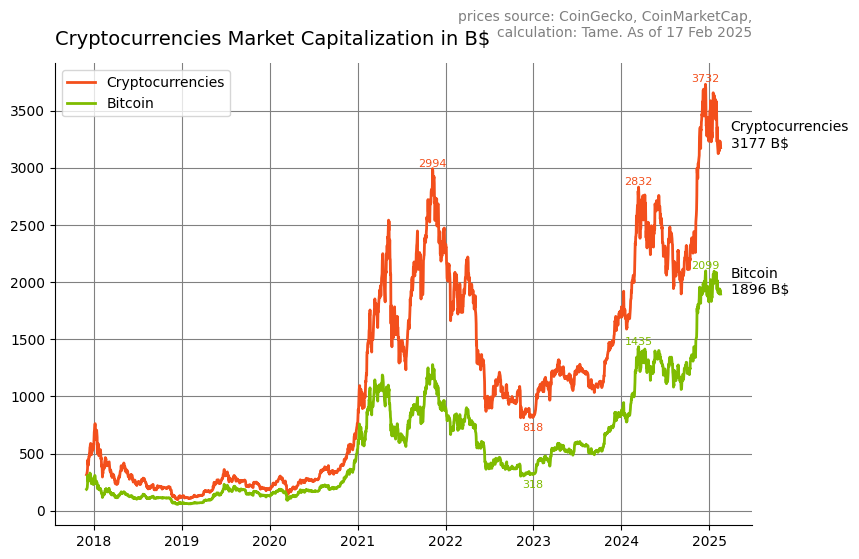 prices source: CoinGecko, CoinMarketCap,
calculation: Tame. As of 17 Feb 2025
Cryptocurrencies Market Capitalization in B$
Cryptocurrencies
Bitcoin
3732
2994
2832
2099
1435
818
318
Cryptocurrencies
3177 B$
Bitcoin
1896 B$
3500
3000
2500
2000
1500
1000
500
0
2018 2019 2020 2021 2022 2023 2024 2025